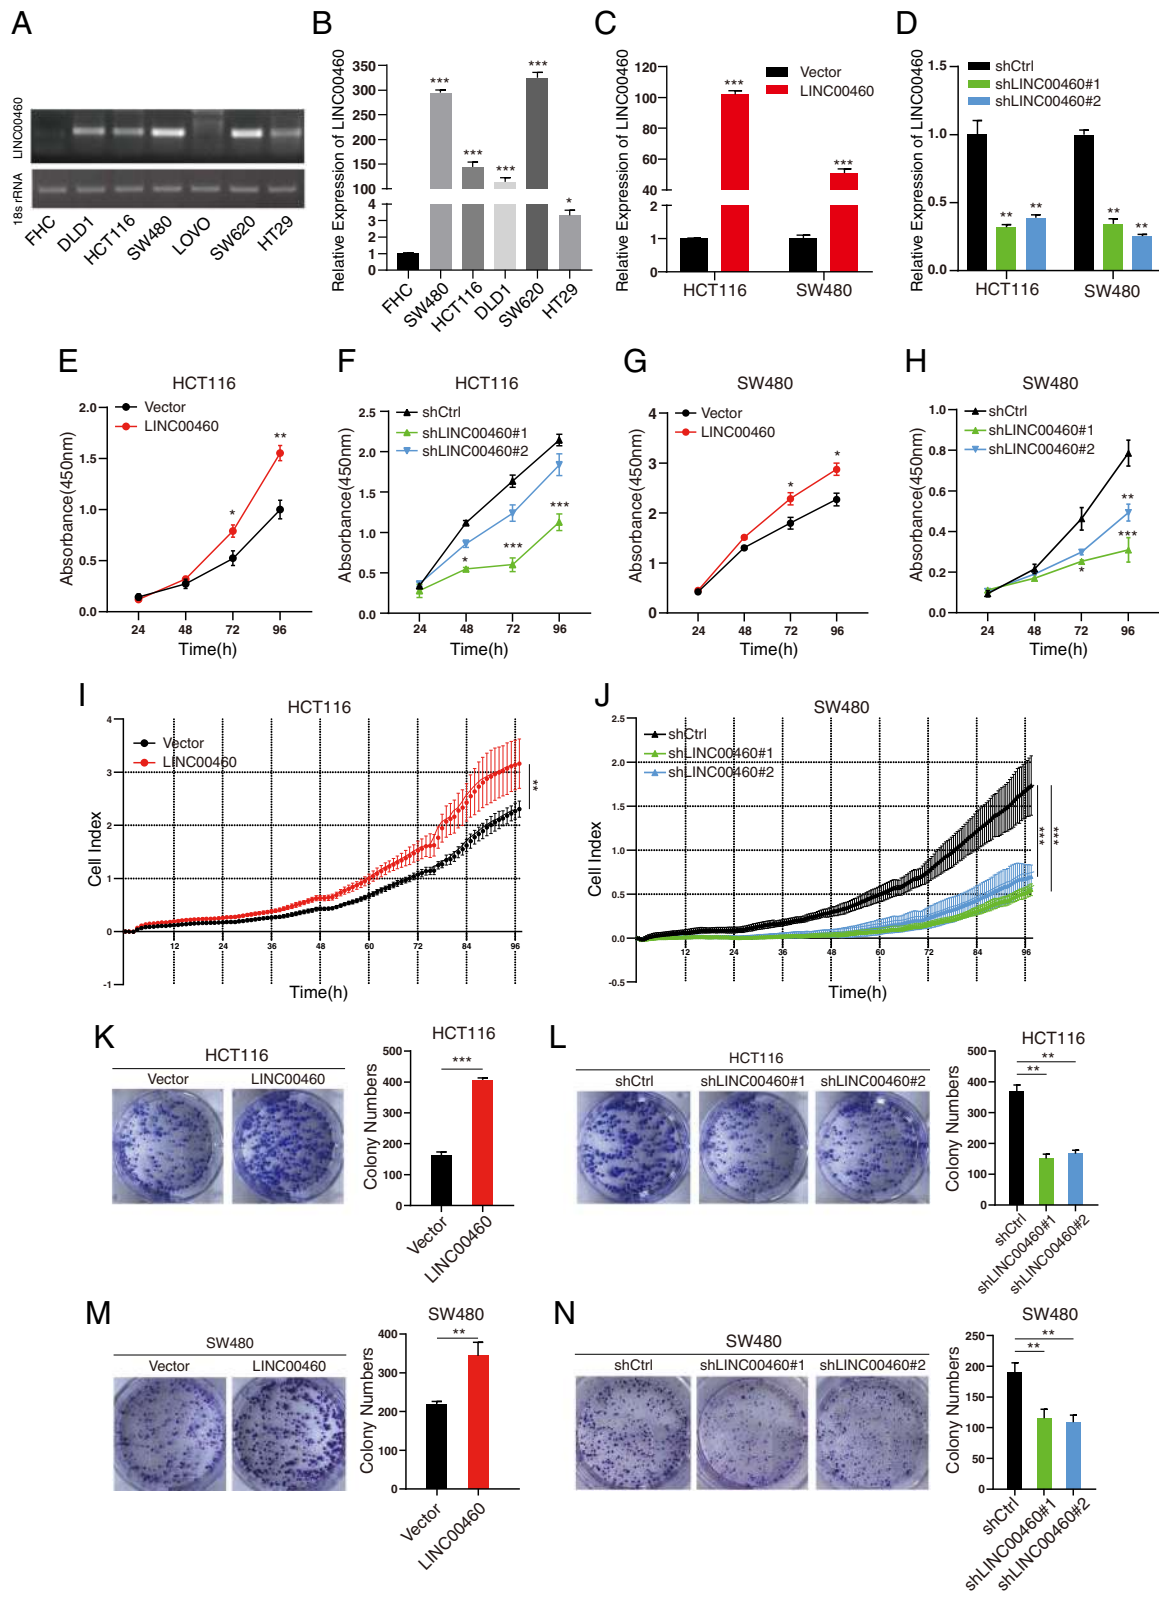 A
LINC00460
18s rRNA
FHC
DLD1
HCT116
SW480
LOVO
SW620
HT29
B
Relative Expression of LINC00460
350
300
250
200
150
100
4
3
2
1
0
***
***
***
***
*
FHC
SW480
HCT116
DLD1
SW620
HT29
C
Relative Expression of LINC00460
120
100
80
60
40
2
1
0
Vector
LINC00460
***
***
HCT116
SW480
D
Relative Expression of LINC00460
1.5
1.0
0.5
0.0
shCtrl
shLINC00460#1
shLINC00460#2
**
**
**
**
HCT116
SW480
E
HCT116
Absorbance(450nm)
2.0
1.5
1.0
0.5
0.0
Vector
LINC00460
*
**
24 48 72 96
Time(h)
F
HCT116
Absorbance(450nm)
2.5
2.0
1.5
1.0
0.5
0.0
shCtrl
shLINC00460#1
shLINC00460#2
*
***
***
24 48 72 96
Time(h)
G
SW480
Absorbance(450nm)
4
3
2
1
0
Vector
LINC00460
*
*
24 48 72 96
Time(h)
H
SW480
Absorbance(450nm)
1.0
0.8
0.6
0.4
0.2
0.0
shCtrl
shLINC00460#1
shLINC00460#2
*
**
***
24 48 72 96
Time(h)
I
HCT116
Cell Index
4
3
2
1
0
-1
Vector
LINC00460
**
12 24 36 48 60 72 84 96
Time(h)
J
SW480
Cell Index
2.5
2.0
1.5
1.0
0.5
0.0
-0.5
shCtrl
shLINC00460#1
shLINC00460#2
***
***
12 24 36 48 60 72 84 96
Time(h)
K
HCT116
Vector LINC00460
HCT116
Colony Numbers
500
400
300
200
100
0
***
Vector
LINC00460
L
HCT116
shCtrl shLINC00460#1 shLINC00460#2
HCT116
Colony Numbers
500
400
300
200
100
0
**
**
shCtrl
shLINC00460#1
shLINC00460#2
M
SW480
Vector LINC00460
SW480
Colony Numbers
400
300
200
100
0
**
Vector
LINC00460
N
SW480
shCtrl shLINC00460#1 shLINC00460#2
SW480
Colony Numbers
250
200
150
100
50
0
**
**
shCtrl
shLINC00460#1
shLINC00460#2